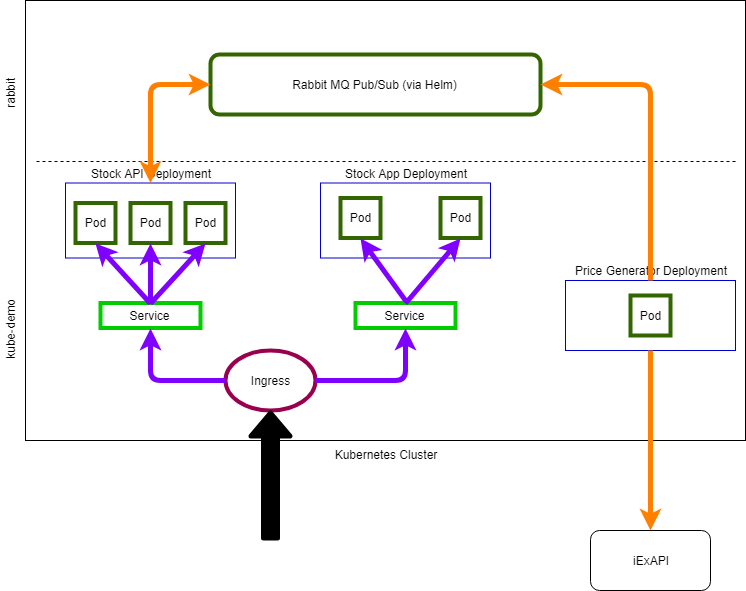 rabbit
Rabbit MQ Pub/Sub (via Helm)
Stock API Deployment
Stock App Deployment
Pod
Pod
Pod
Pod
Pod
Price Generator Deployment
Pod
kube-demo
Service
Service
Ingress
Kubernetes Cluster
iExAPI